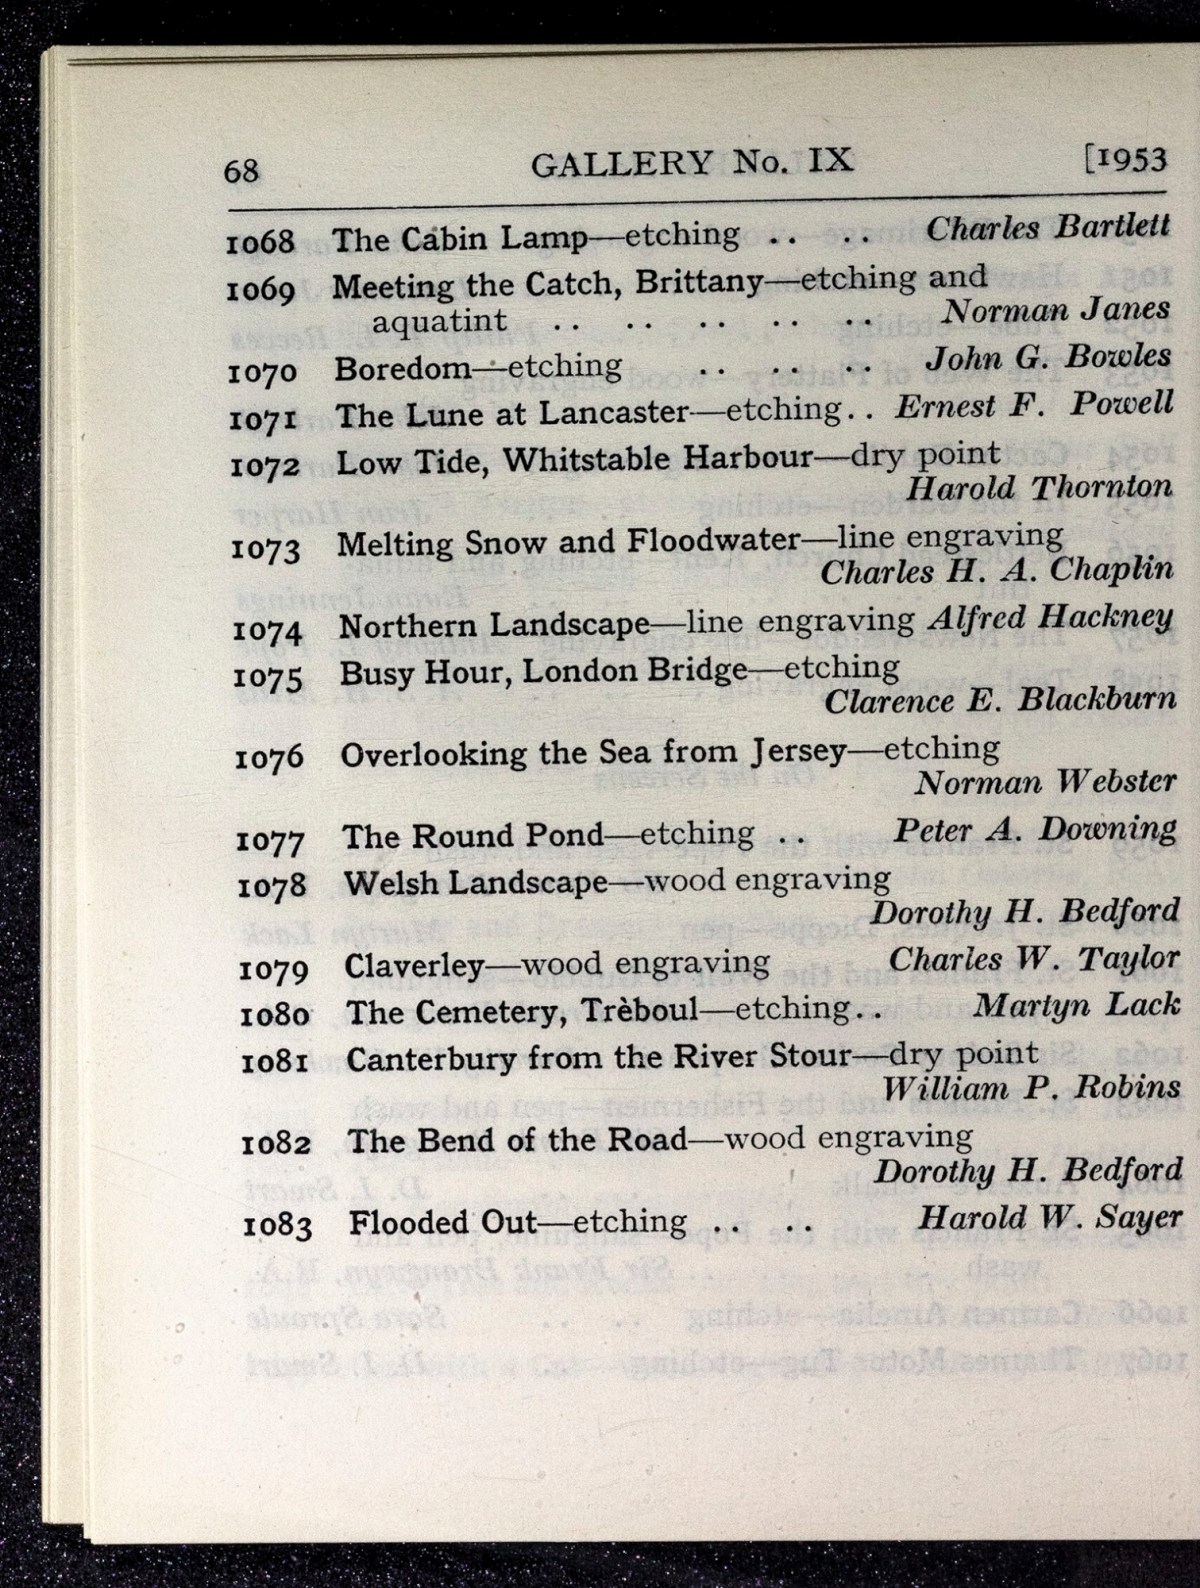 68 GALLERY No. IX [1953
1068 The Cabin Lamp—etching .. .. Charles Bartlett
1069 Meeting the Catch, Brittany—etching and
aquatint .. .. .. .. .. Norman Janes
1070 Boredom—etching .. .. .. John G. Bowles
1071 The Lune at Lancaster—etching.. Ernest F. Powell
1072 Low Tide, Whitstable Harbour—dry point
Harold Thornton
1073 Melting Snow and Floodwater—line engraving
Charles H. A. Chaplin
1074 Northern Landscape—line engraving Alfred Hackney
1075 Busy Hour, London Bridge—etching
Clarence E. Blackburn
1076 Overlooking the Sea from Jersey—etching
Norman Webster
1077 The Round Pond—etching .. Peter A. Downing
1078 Welsh Landscape—wood engraving
Dorothy H. Bedford
1079 Claverley—wood engraving Charles W. Taylor
1080 The Cemetery, Trèboul—etching.. Martyn Lack
1081 Canterbury from the River Stour—dry point
William P. Robins
1082 The Bend of the Road—wood engraving
Dorothy H. Bedford
1083 Flooded Out—etching .. .. Harold W. Sayer